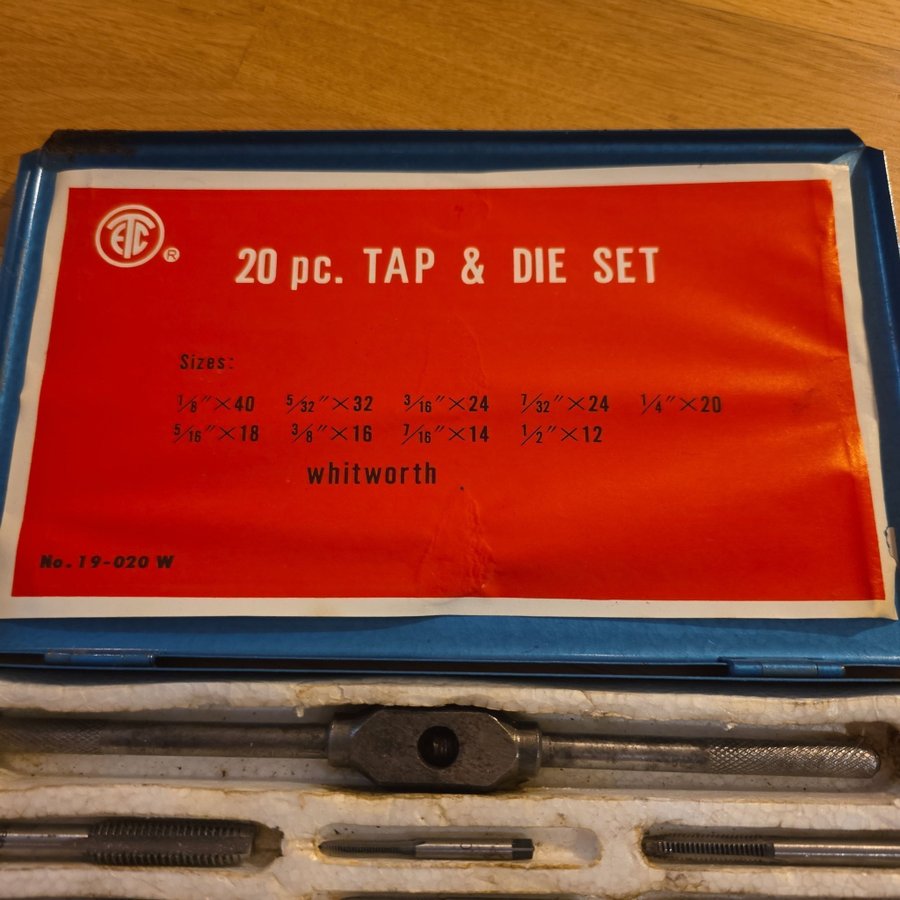 ETC ®
20 pc. TAP & DIE SET
Sizes:
1/8″×40 5/32″×32 3/16″×24 7/32″×24 1/4″×20
5/16″×18 3/8″×16 7/16″×14 1/2″×12
whitworth
No. 19-020 W